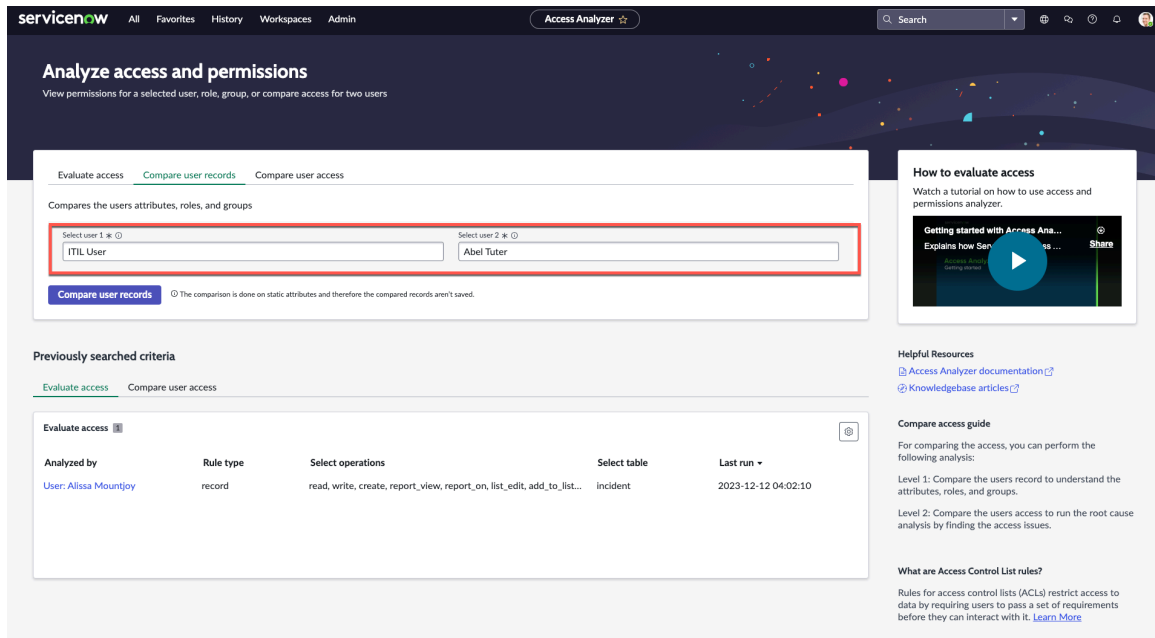 servicenow All Favorites History Workspaces Admin Access Analyzer Search
Analyze access and permissions
View permissions for a selected user, role, group, or compare access for two users
Evaluate access Compare user records Compare user access
Compares the users attributes, roles, and groups
Select user 1 Select user 2
ITIL User Abel Tuter
Compare user records The comparison is done on static attributes and therefore the compared records aren't saved.
How to evaluate access
Watch a tutorial on how to use access and
permissions analyzer.
Getting started with Access Ana...
Explains how Share
Getting started
Previously searched criteria
Evaluate access Compare user access
Evaluate access 1
Analyzed by Rule type Select operations Select table Last run
User: Alissa Mountjoy record read, write, create, report_view, report_on, list_edit, add_to_list... incident 2023-12-12 04:02:10
Helpful Resources
Access Analyzer documentation
Knowledgebase articles
Compare access guide
For comparing the access, you can perform the
following analysis:
Level 1: Compare the users record to understand the
attributes, roles, and groups.
Level 2: Compare the users access to run the root cause
analysis by finding the access issues.
What are Access Control List rules?
Rules for access control lists (ACLs) restrict access to
data by requiring users to pass a set of requirements
before they can interact with it. Learn More